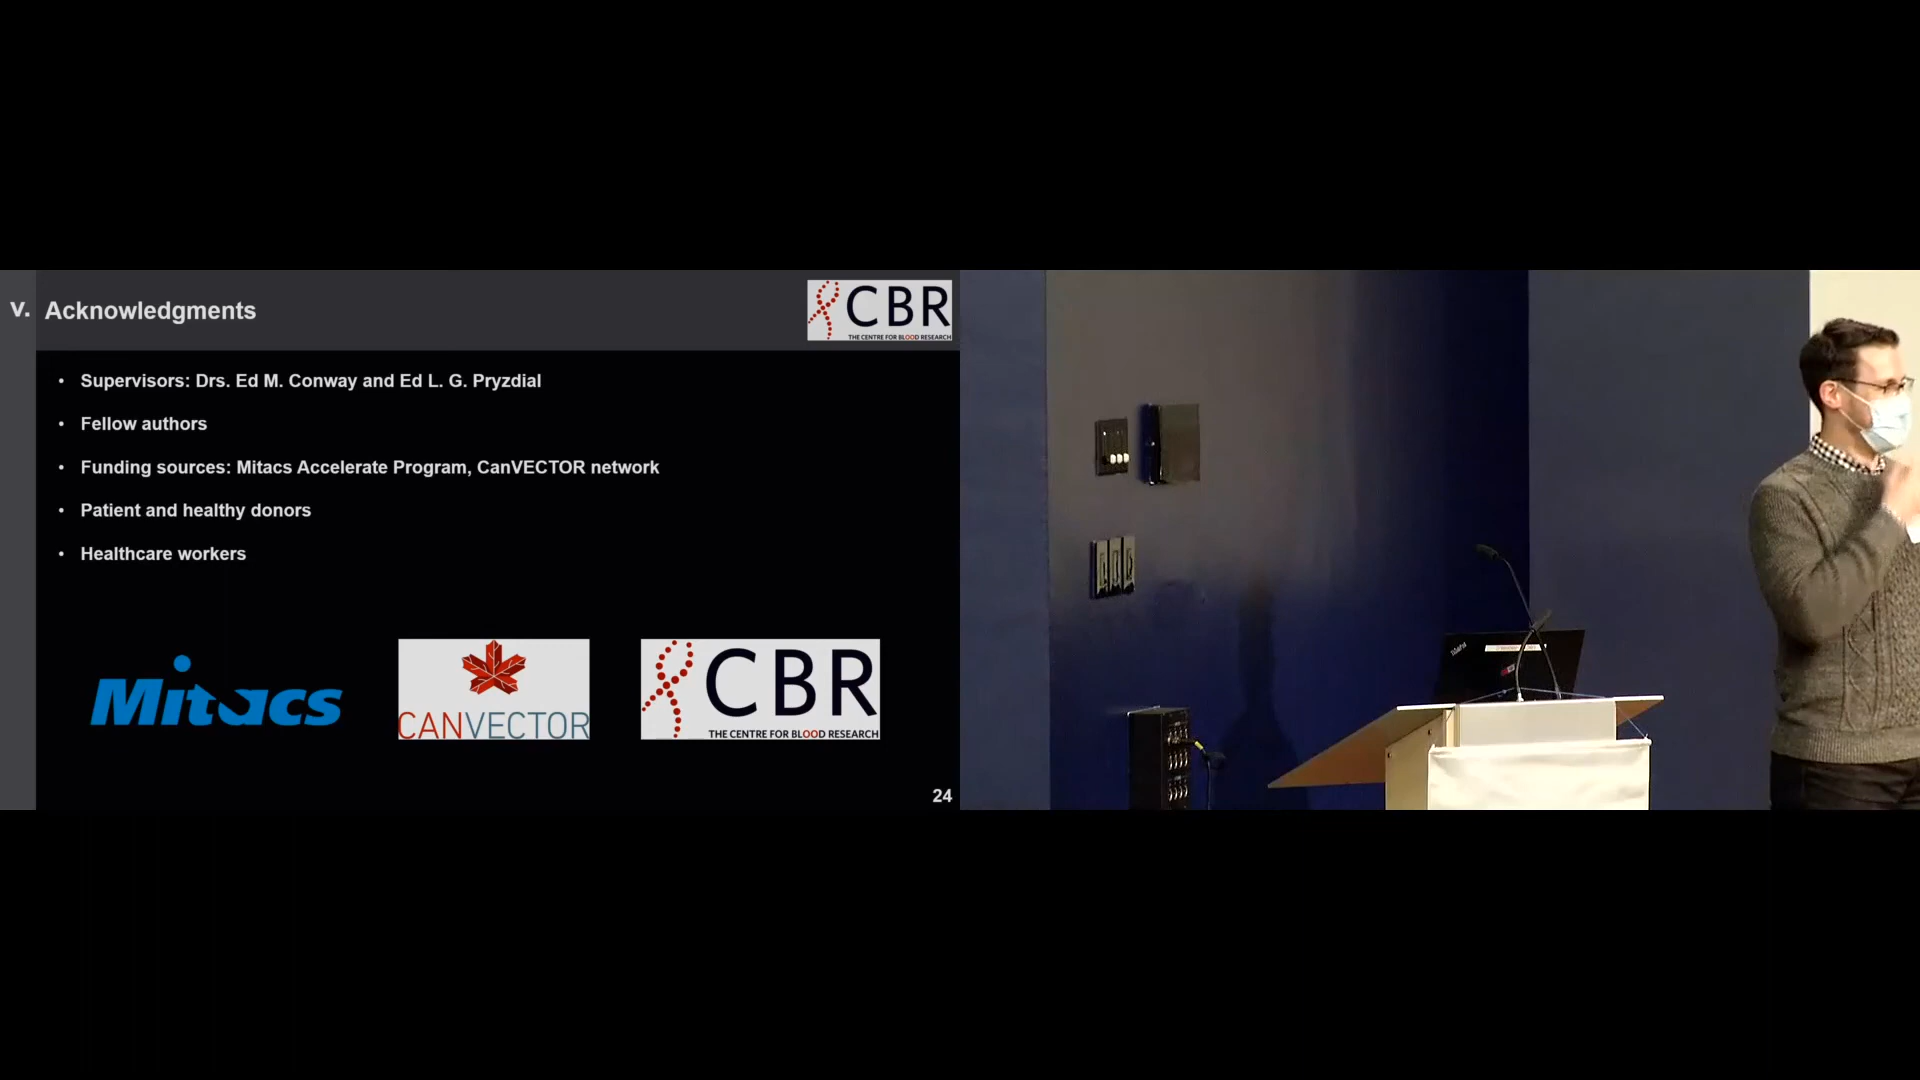 V. Acknowledgments
CBR
THE CENTRE FOR BLOOD RESEARCH
• Supervisors: Drs. Ed M. Conway and Ed L. G. Pryzdial
• Fellow authors
• Funding sources: Mitacs Accelerate Program, CanVECTOR network
• Patient and healthy donors
• Healthcare workers
Mitacs
CANVECTOR
CBR
THE CENTRE FOR BLOOD RESEARCH
24
ThinkPad